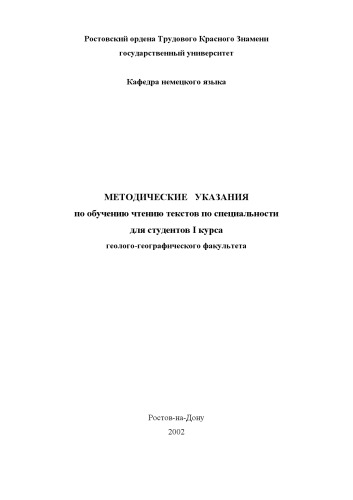 Ростовский ордена Трудового Красного Знамени
государственный университет
Кафедра немецкого языка
МЕТОДИЧЕСКИЕ УКАЗАНИЯ
по обучению чтению текстов по специальности
для студентов I курса
геолого-географического факультета
Ростов-на-Дону
2002